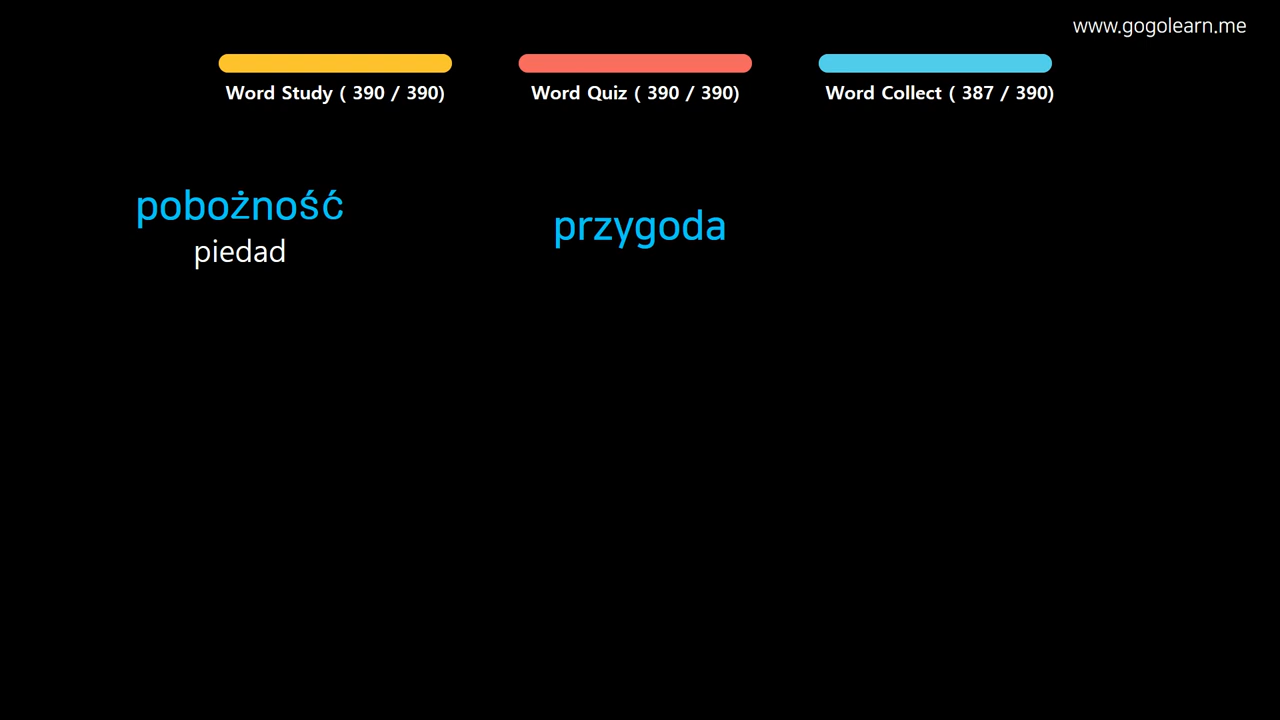 www.gogolearn.me
Word Study ( 390 / 390)
Word Quiz ( 390 / 390)
Word Collect ( 387 / 390)
pobożność
piedad
przygoda